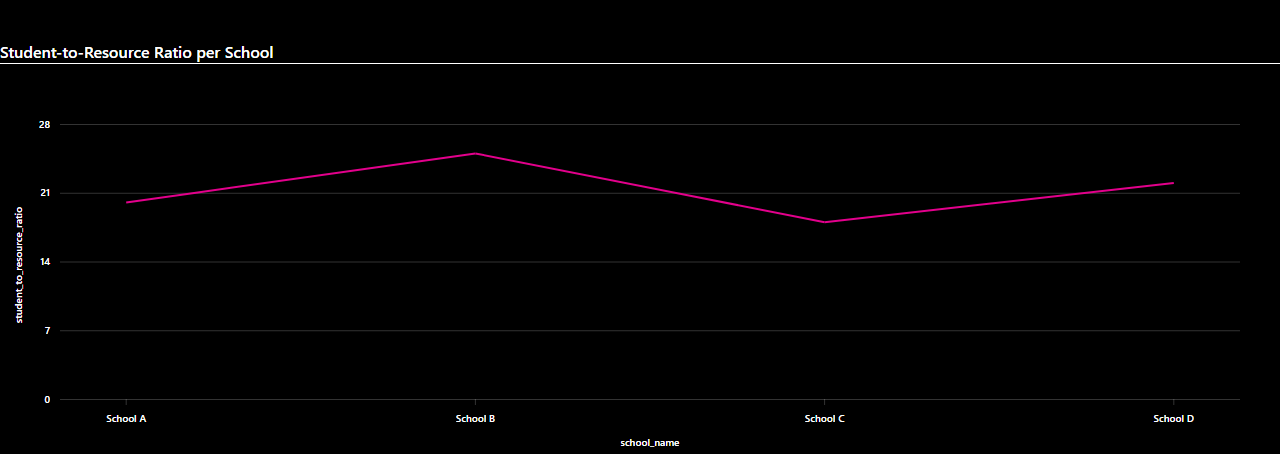 Student-to-Resource Ratio per School
28
21
14
7
0
student_to_resource_ratio
School A
School B
School C
School D
school_name